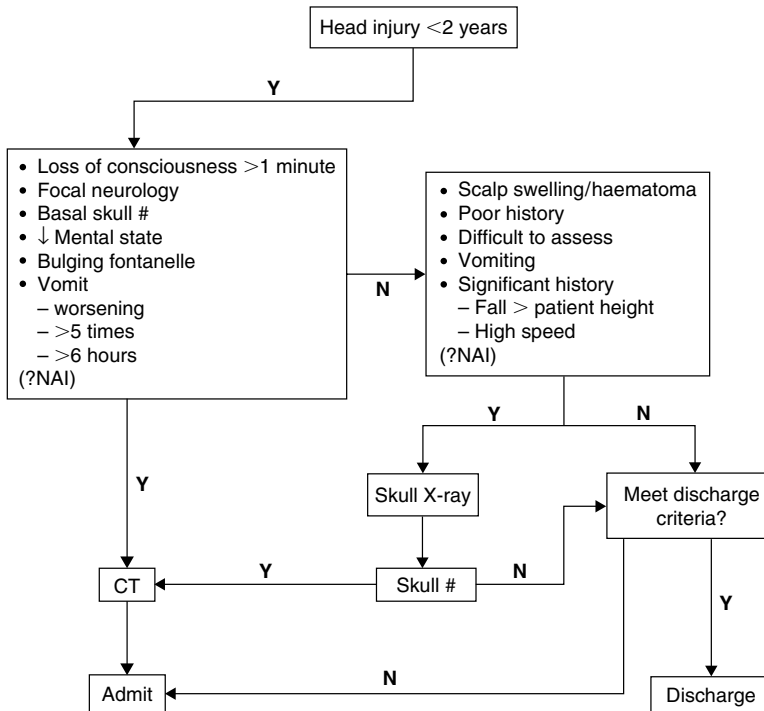 Head injury <2 years
Y
• Loss of consciousness >1 minute
• Focal neurology
• Basal skull #
• ↓ Mental state
• Bulging fontanelle
• Vomit
– worsening
– >5 times
– >6 hours
(?NAI)
N
• Scalp swelling/haematoma
• Poor history
• Difficult to assess
• Vomiting
• Significant history
– Fall > patient height
– High speed
(?NAI)
Y
N
Y
Skull X-ray
Meet discharge
criteria?
CT
Y
Skull #
N
Y
Admit
N
Discharge